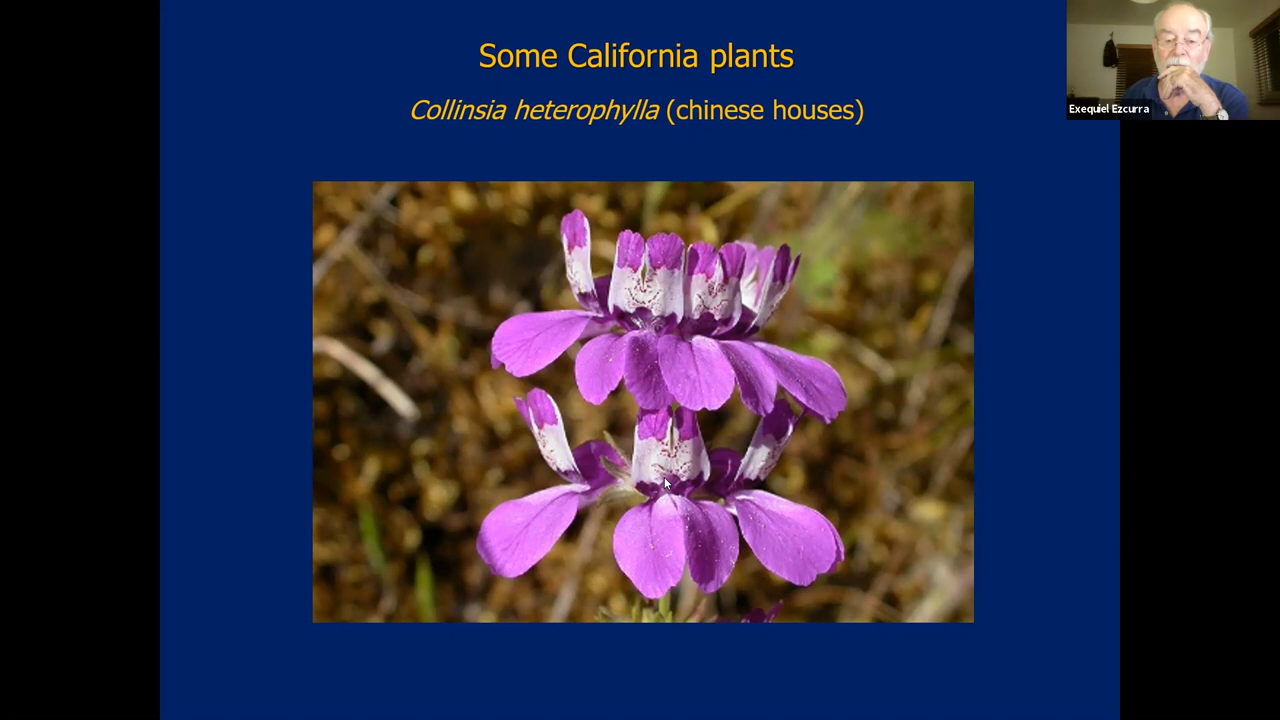 Some California plants
Collinsia heterophylla (chinese houses)
Exequiel Ezcurra